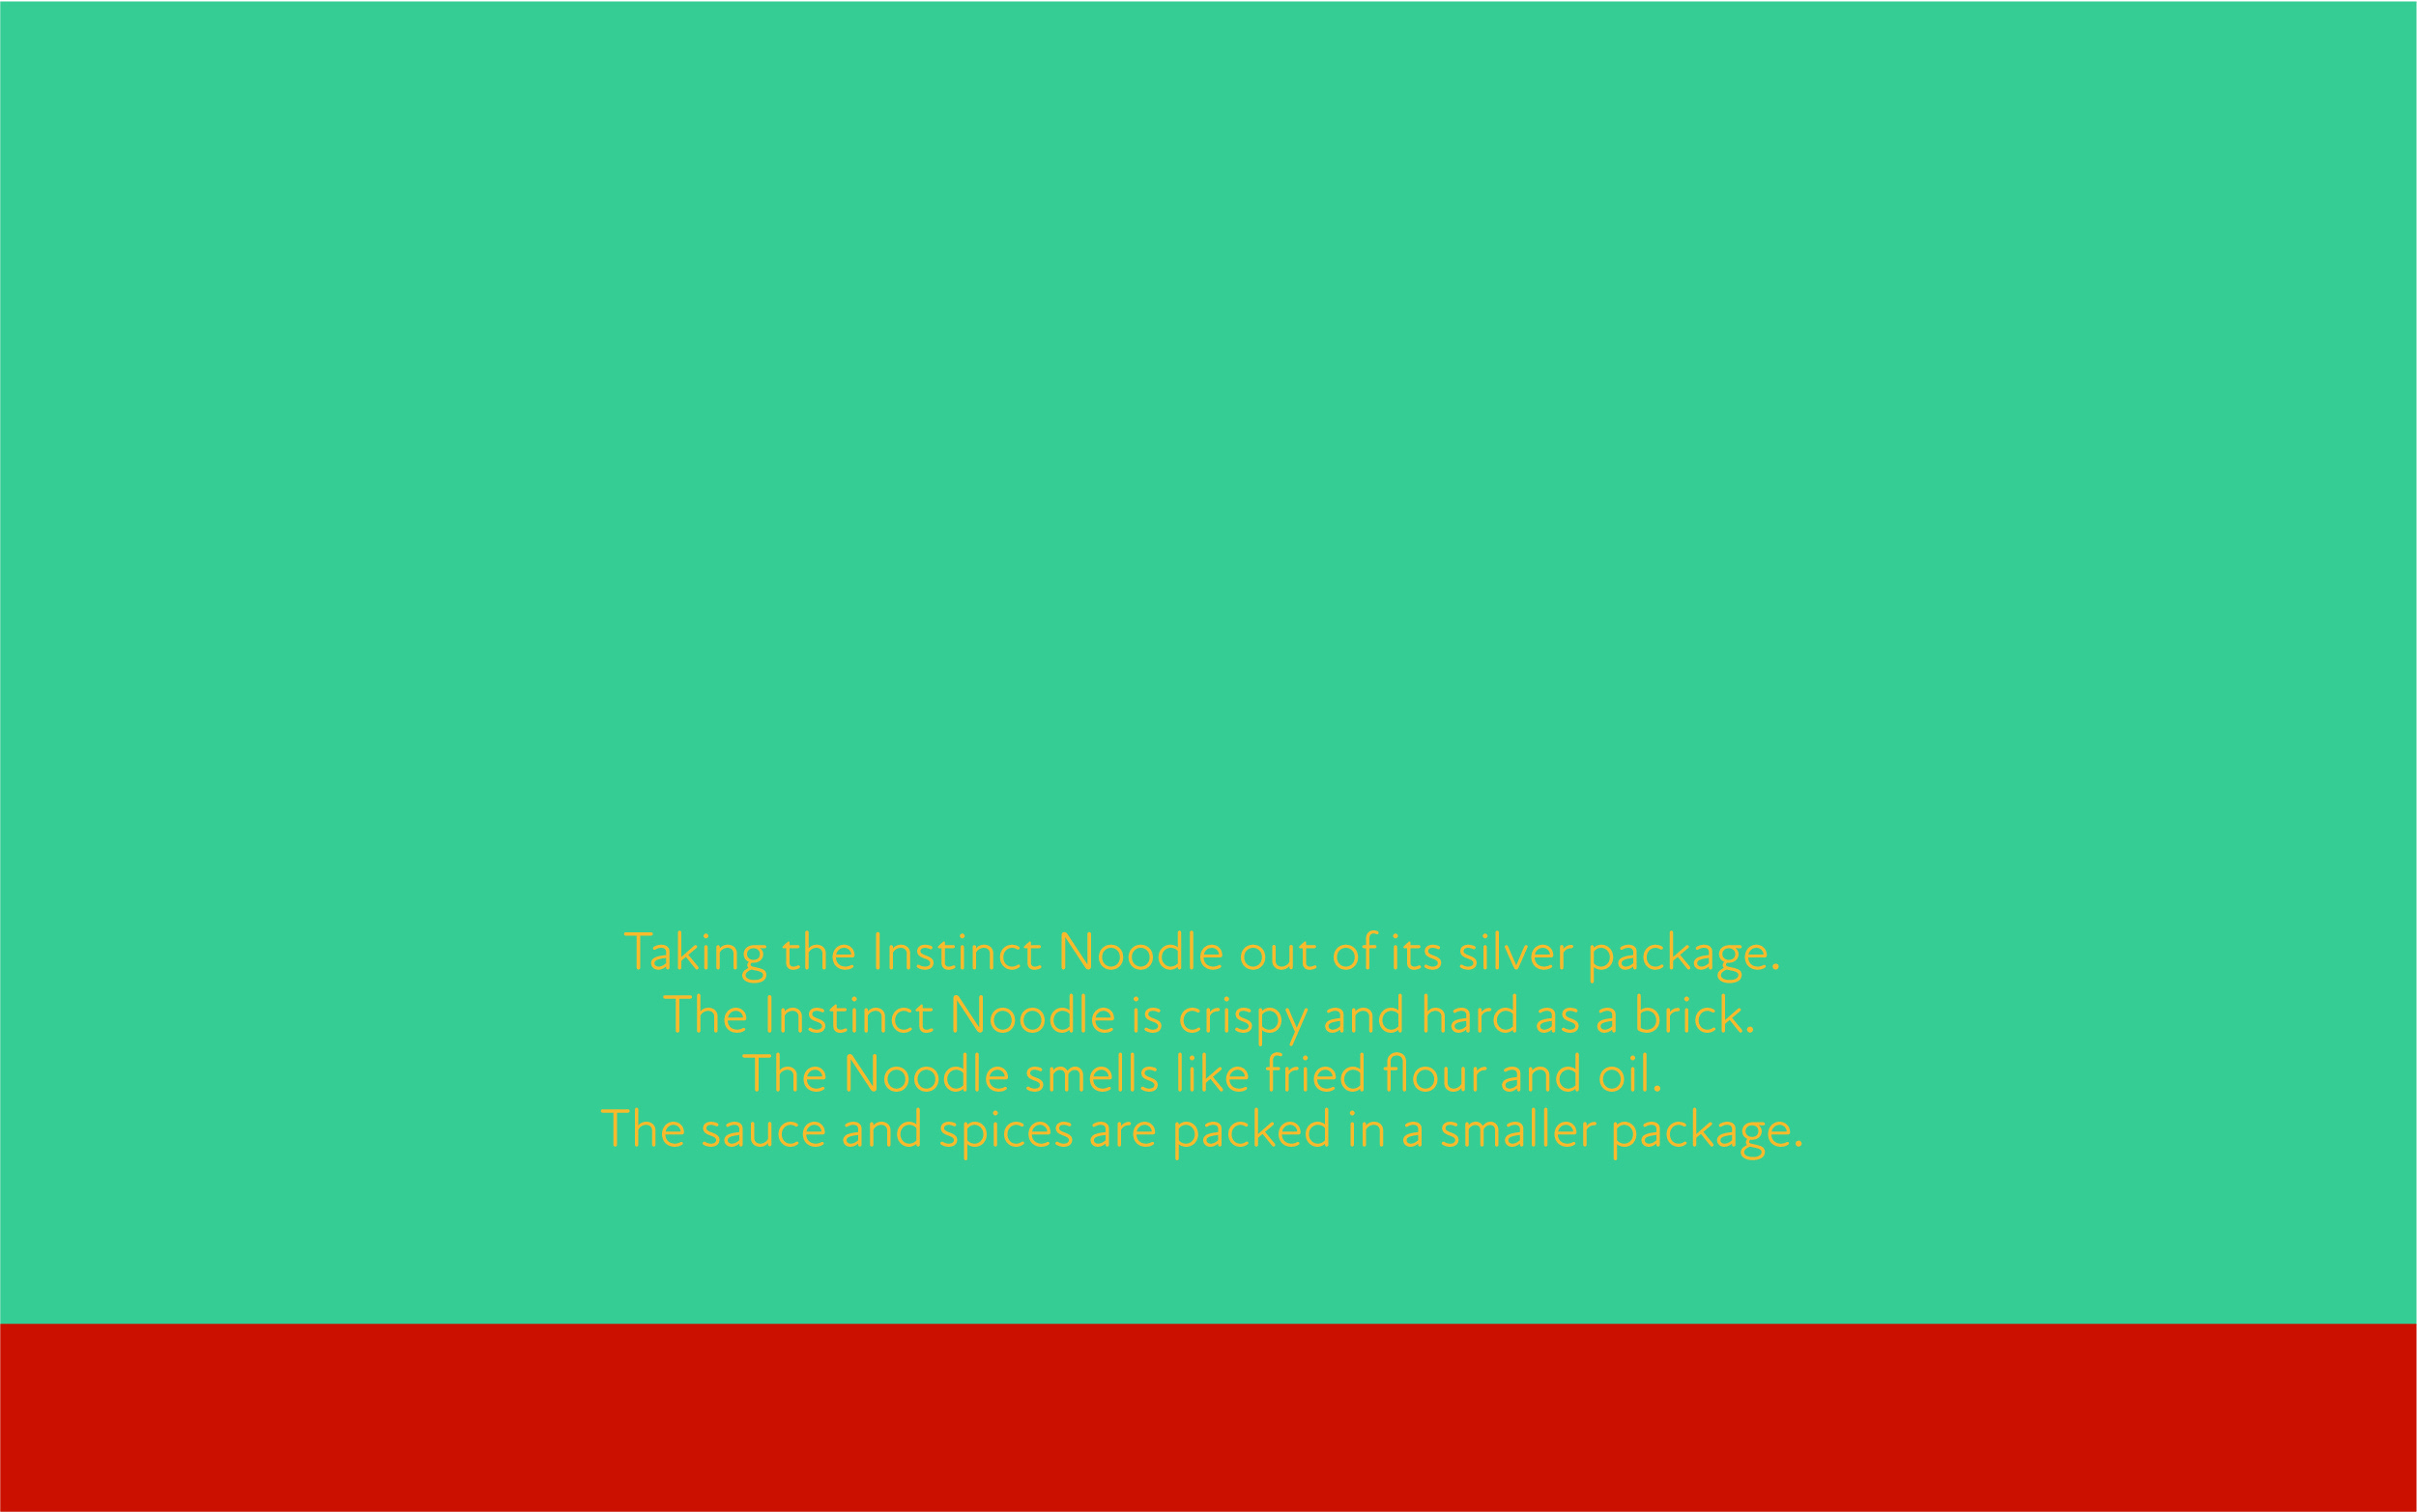 Taking the Instinct Noodle out of its silver package.
The Instinct Noodle is crispy and hard as a brick.
The Noodle smells like fried flour and oil.
The sauce and spices are packed in a smaller package.